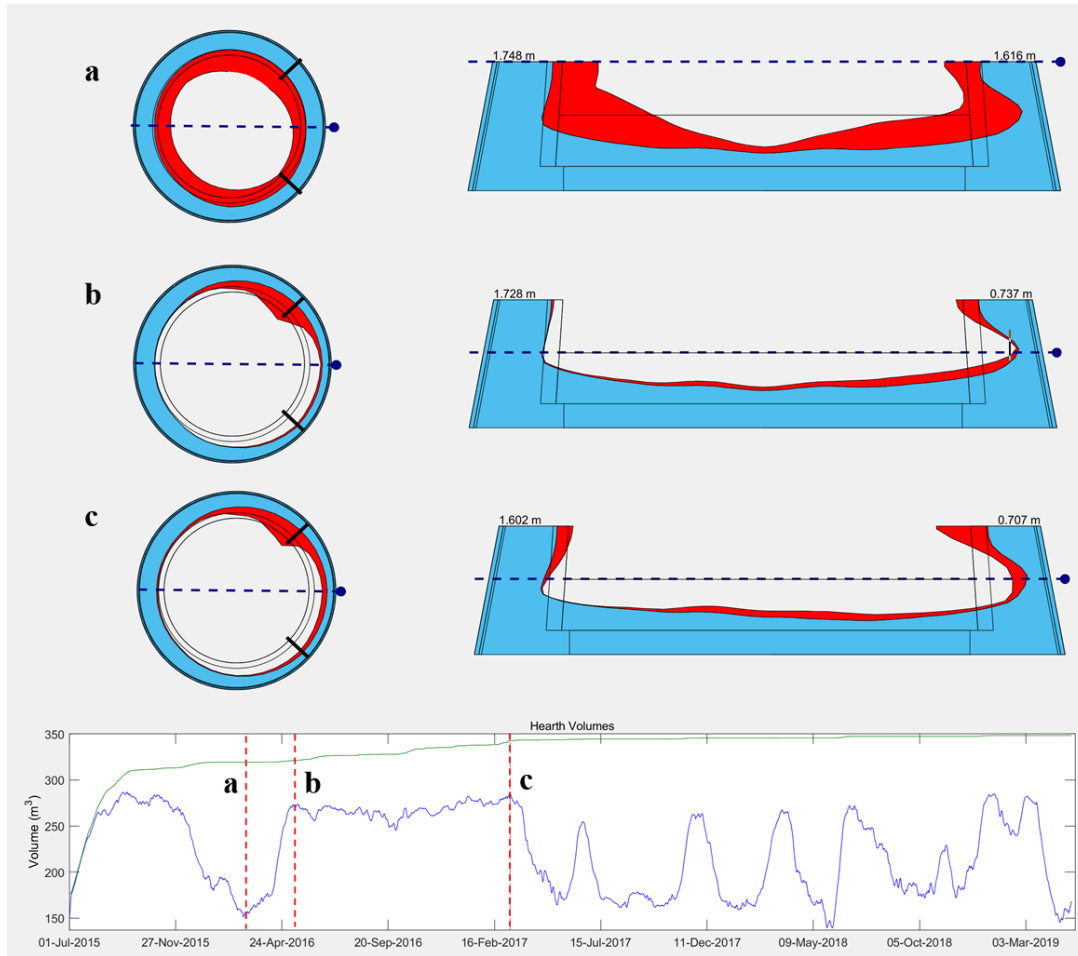 a
1.748 m 1.616 m
b
1.728 m 0.737 m
c
1.602 m 0.707 m
Hearth Volumes
350
300
250
200
150
Volume (m³)
a b c
01-Jul-2015 27-Nov-2015 24-Apr-2016 20-Sep-2016 16-Feb-2017 15-Jul-2017 11-Dec-2017 09-May-2018 05-Oct-2018 03-Mar-2019